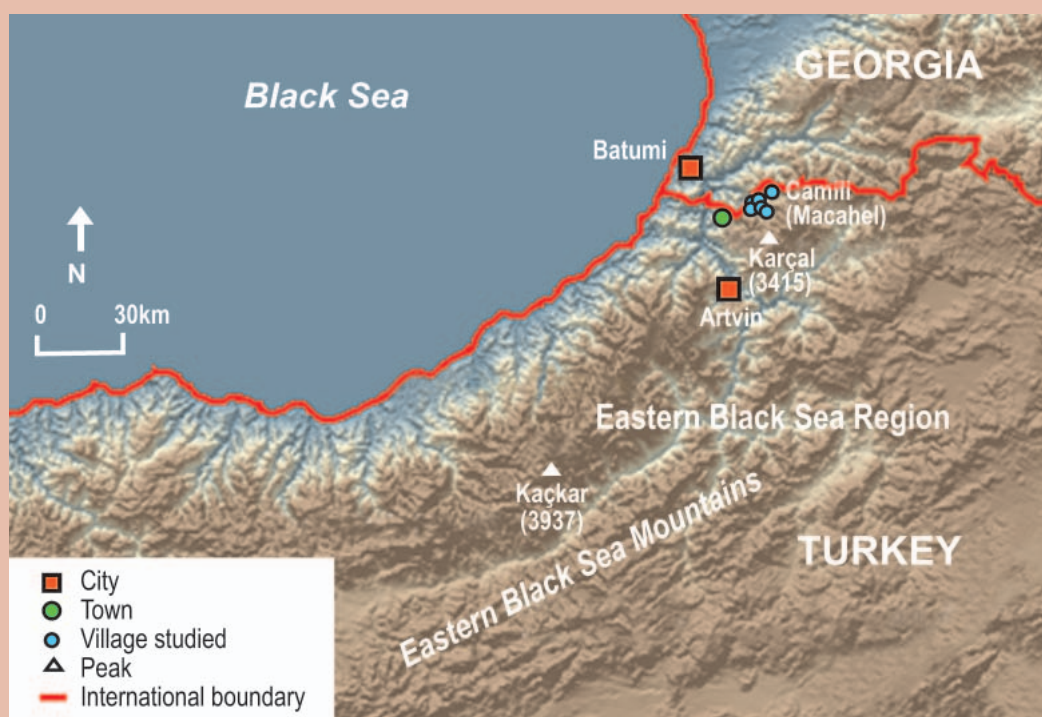 GEORGIA
Black Sea
Batumi
Camili
(Macahel)
N
Karçal
(3415)
0 30km
Artvin
Eastern Black Sea Region
Kaçkar
(3937)
Eastern Black Sea Mountains
TURKEY
City
Town
Village studied
Peak
International boundary